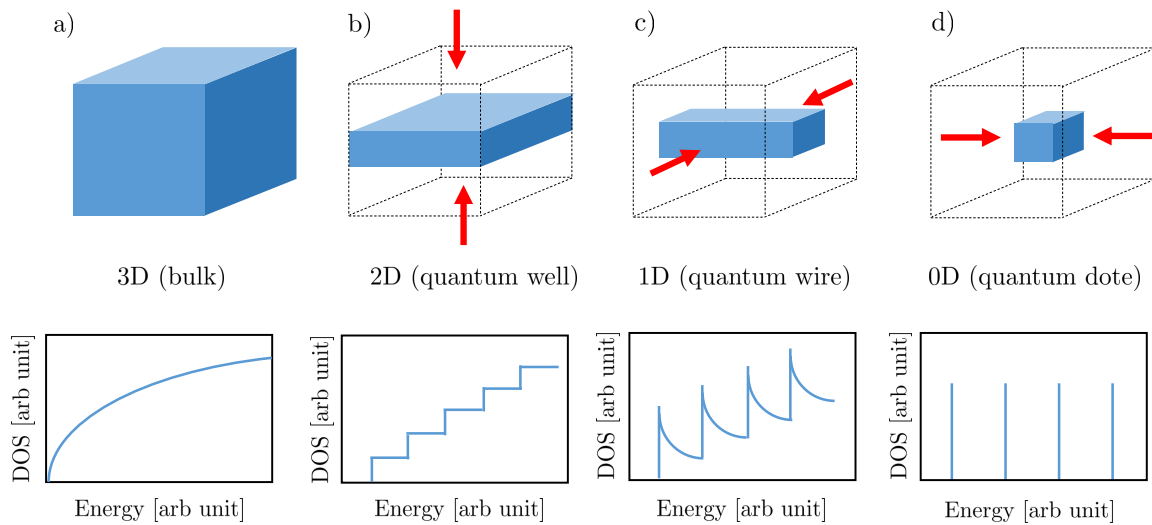 a)
b)
c)
d)
3D (bulk)
2D (quantum well)
1D (quantum wire)
0D (quantum dote)
DOS [arb unit]
DOS [arb unit]
DOS [arb unit]
DOS [arb unit]
Energy [arb unit]
Energy [arb unit]
Energy [arb unit]
Energy [arb unit]